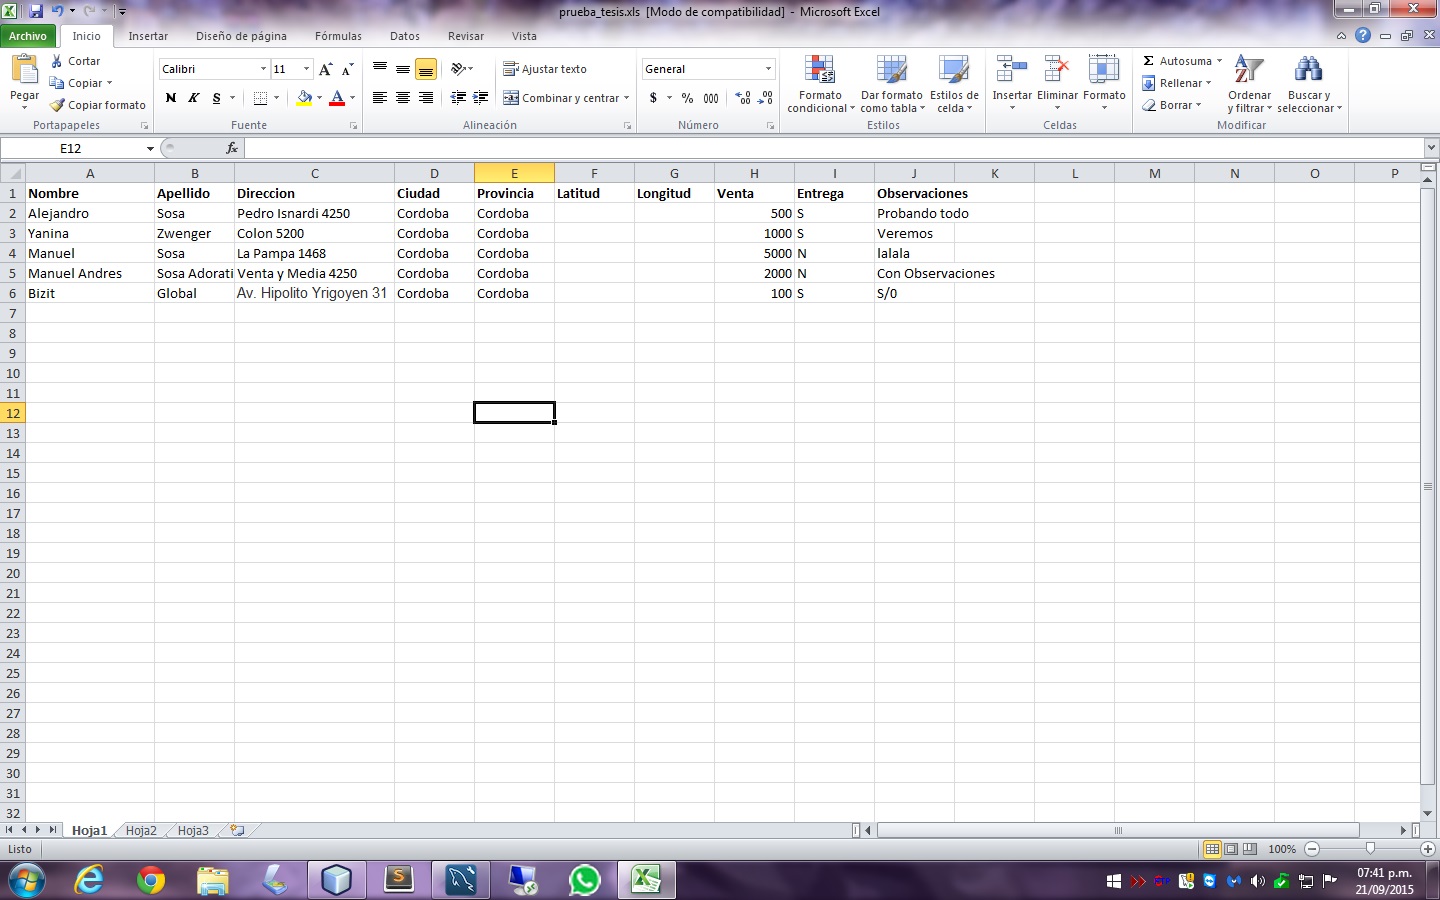 prueba_tesis.xls [Modo de compatibilidad] - Microsoft Excel
Archivo Inicio Insertar Diseño de página Fórmulas Datos Revisar Vista
Pegar
Cortar
Copiar
Copiar formato
Portapapeles
Calibri 11
N K S
Fuente
Ajustar texto
Combinar y centrar
Alineación
General
$ % 000
Número
Formato condicional
Dar formato como tabla
Estilos de celda
Estilos
Insertar Eliminar Formato
Celdas
Autosuma
Rellenar
Borrar
Ordenar y filtrar
Buscar y seleccionar
Modificar
E12 fx
A B C D E F G H I J K L M N O P
1 Nombre Apellido Direccion Ciudad Provincia Latitud Longitud Venta Entrega Observaciones
2 Alejandro Sosa Pedro Isnardi 4250 Cordoba Cordoba 500 S Probando todo
3 Yanina Zwenger Colon 5200 Cordoba Cordoba 1000 S Veremos
4 Manuel Sosa La Pampa 1468 Cordoba Cordoba 5000 N lalala
5 Manuel Andres Sosa Adorati Venta y Media 4250 Cordoba Cordoba 2000 N Con Observaciones
6 Bizit Global Av. Hipolito Yrigoyen 31 Cordoba Cordoba 100 S S/0
7
8
9
10
11
12
13
14
15
16
17
18
19
20
21
22
23
24
25
26
27
28
29
30
31
32
Hoja1 Hoja2 Hoja3
Listo 100%
07:41 p.m.
21/09/2015